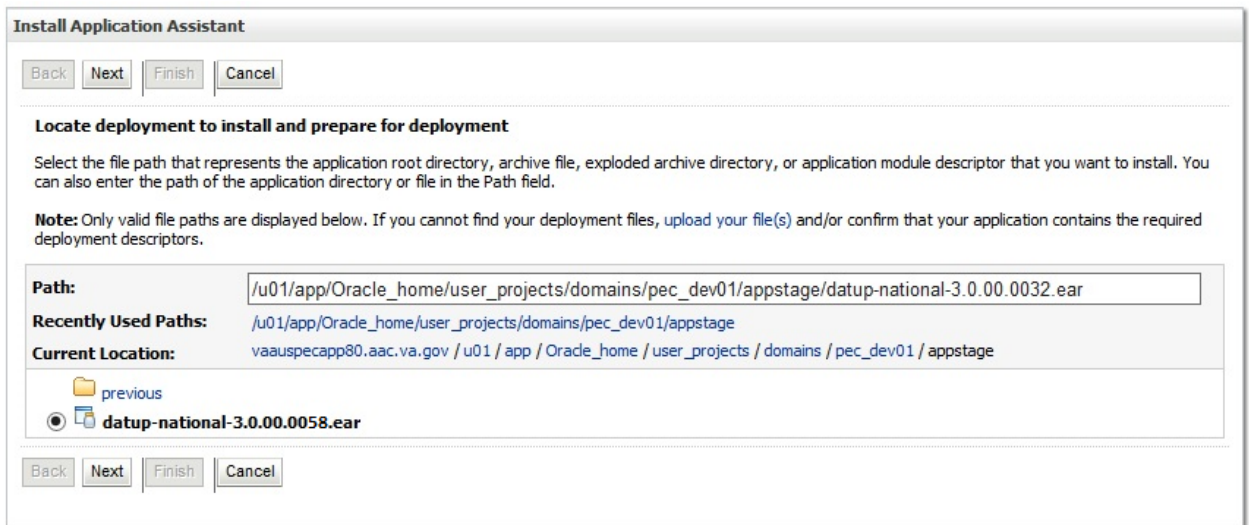 Install Application Assistant
Back Next Finish Cancel
Locate deployment to install and prepare for deployment
Select the file path that represents the application root directory, archive file, exploded archive directory, or application module descriptor that you want to install. You
can also enter the path of the application directory or file in the Path field.
Note: Only valid file paths are displayed below. If you cannot find your deployment files, upload your file(s) and/or confirm that your application contains the required
deployment descriptors.
Path: /u01/app/Oracle_home/user_projects/domains/pec_dev01/appstage/datup-national-3.0.00.0032.ear
Recently Used Paths: /u01/app/Oracle_home/user_projects/domains/pec_dev01/appstage
Current Location: vaauspecapp80.aac.va.gov / u01 / app / Oracle_home / user_projects / domains / pec_dev01 / appstage
previous
datup-national-3.0.00.0058.ear
Back Next Finish Cancel